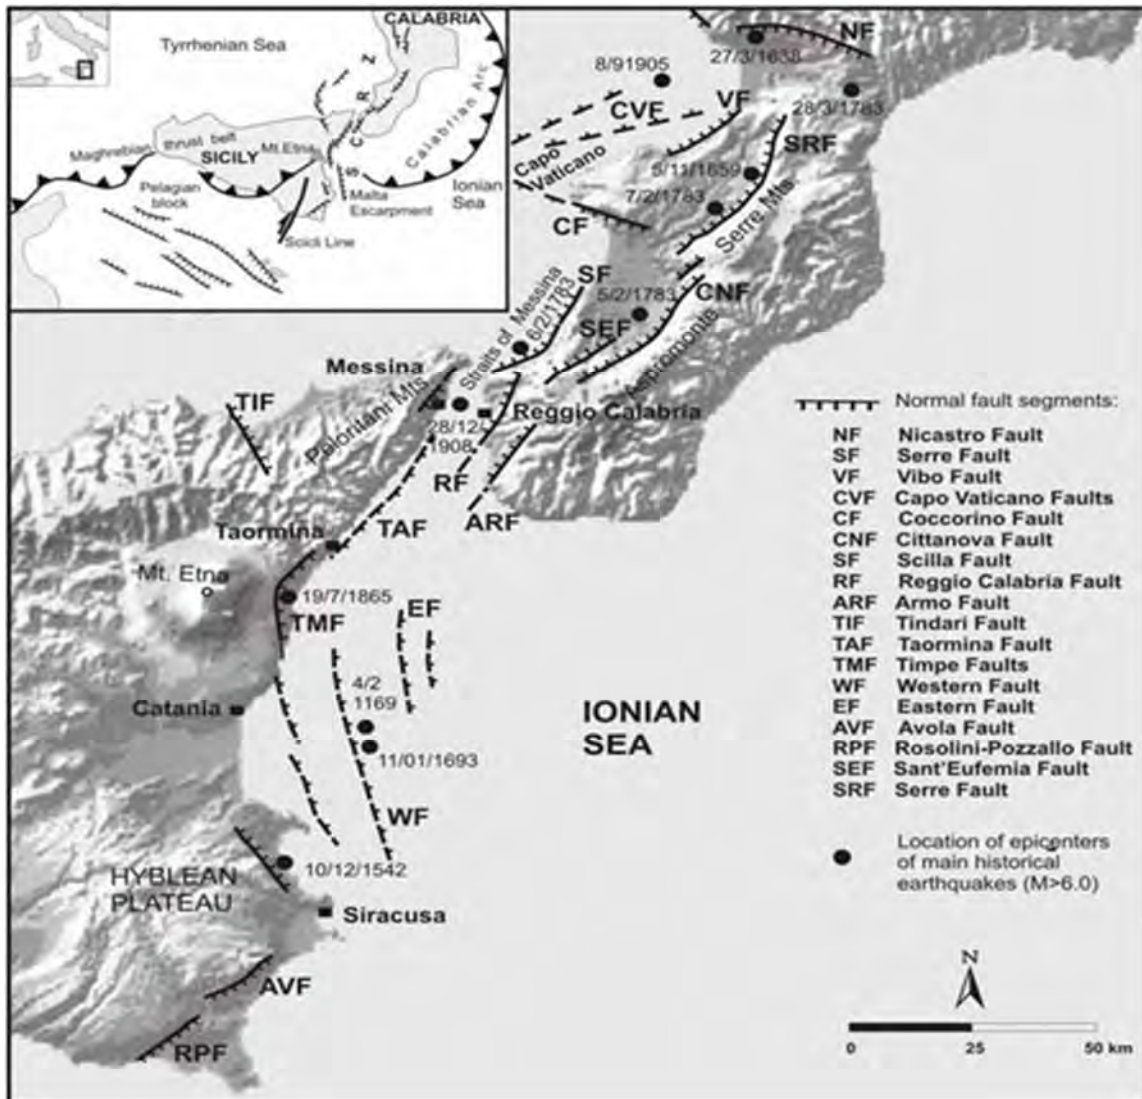 CALABRIA
Tyrrhenian Sea
S C R Z
Calabrian Arc
Maghrebian thrust belt
SICILY
Mt.Etna
Pelagian
block
Malta
Escarpment
Ionian
Sea
Scicli Line
NF
27/3/1638
8/91905
28/3/1783
CVF
VF
SRF
Capo
Vaticano
5/11/1659
7/2/1783
CF
Serre Mts.
SF
5/2/1783
CNF
Straits of Messina
6/2/1783
SEF
Aspromonte
Messina
TIF
Peloritani Mts.
Reggio Calabria
28/12/
1908
RF
ARF
TAF
Taormina
Mt. Etna
19/7/1865
TMF
EF
4/2
1169
Catania
11/01/1693
IONIAN
SEA
WF
10/12/1542
HYBLEAN
PLATEAU
Siracusa
AVF
RPF
Normal fault segments:
NF Nicastro Fault
SF Serre Fault
VF Vibo Fault
CVF Capo Vaticano Faults
CF Coccorino Fault
CNF Cittanova Fault
SF Scilla Fault
RF Reggio Calabria Fault
ARF Armo Fault
TIF Tindari Fault
TAF Taormina Fault
TMF Timpe Faults
WF Western Fault
EF Eastern Fault
AVF Avola Fault
RPF Rosolini-Pozzallo Fault
SEF Sant'Eufemia Fault
SRF Serre Fault
Location of epicenters
of main historical
earthquakes (M>6.0)
N
0 25 50 km